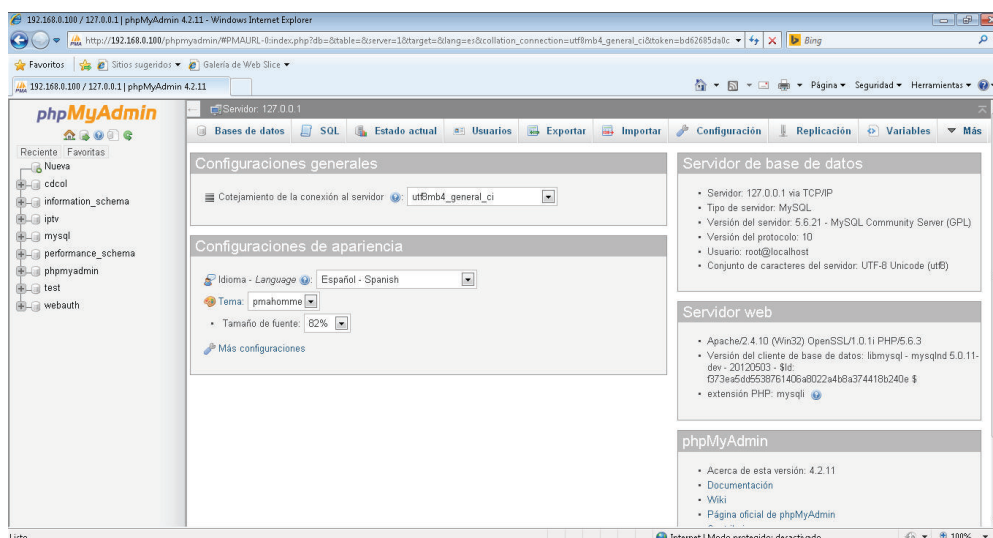 192.168.0.100 / 127.0.0.1 | phpMyAdmin 4.2.11 - Windows Internet Explorer
http://192.168.0.100/phpmyadmin/#PMAURL-0:index.php?db=&table=&server=1&target=&lang=es&collation_connection=utf8mb4_general_ci&token=bd62685da0c
Bing
Favoritos
Sitios sugeridos
Galería de Web Slice
192.168.0.100 / 127.0.0.1 | phpMyAdmin 4.2.11
Página
Seguridad
Herramientas
phpMyAdmin
Reciente Favoritas
Nueva
cdcol
information_schema
iptv
mysql
performance_schema
phpmyadmin
test
webauth
Servidor: 127.0.0.1
Bases de datos SQL Estado actual Usuarios Exportar Importar Configuración Replicación Variables Más
Configuraciones generales
Cotejamiento de la conexión al servidor : utf8mb4_general_ci
Configuraciones de apariencia
Idioma - Language : Español - Spanish
Tema: pmahomme
• Tamaño de fuente: 82%
Más configuraciones
Servidor de base de datos
• Servidor: 127.0.0.1 via TCP/IP
• Tipo de servidor: MySQL
• Versión del servidor: 5.6.21 - MySQL Community Server (GPL)
• Versión del protocolo: 10
• Usuario: root@localhost
• Conjunto de caracteres del servidor: UTF-8 Unicode (utf8)
Servidor web
• Apache/2.4.10 (Win32) OpenSSL/1.0.1i PHP/5.6.3
• Versión del cliente de base de datos: libmysql - mysqlnd 5.0.11-
dev - 20120503 - $Id:
f373ea5dd5538761406a8022a4b8a374418b240e $
• extensión PHP: mysqli
phpMyAdmin
• Acerca de esta versión: 4.2.11
• Documentación
• Wiki
• Página oficial de phpMyAdmin
Listo
Internet | Modo protegido: desactivado
100%